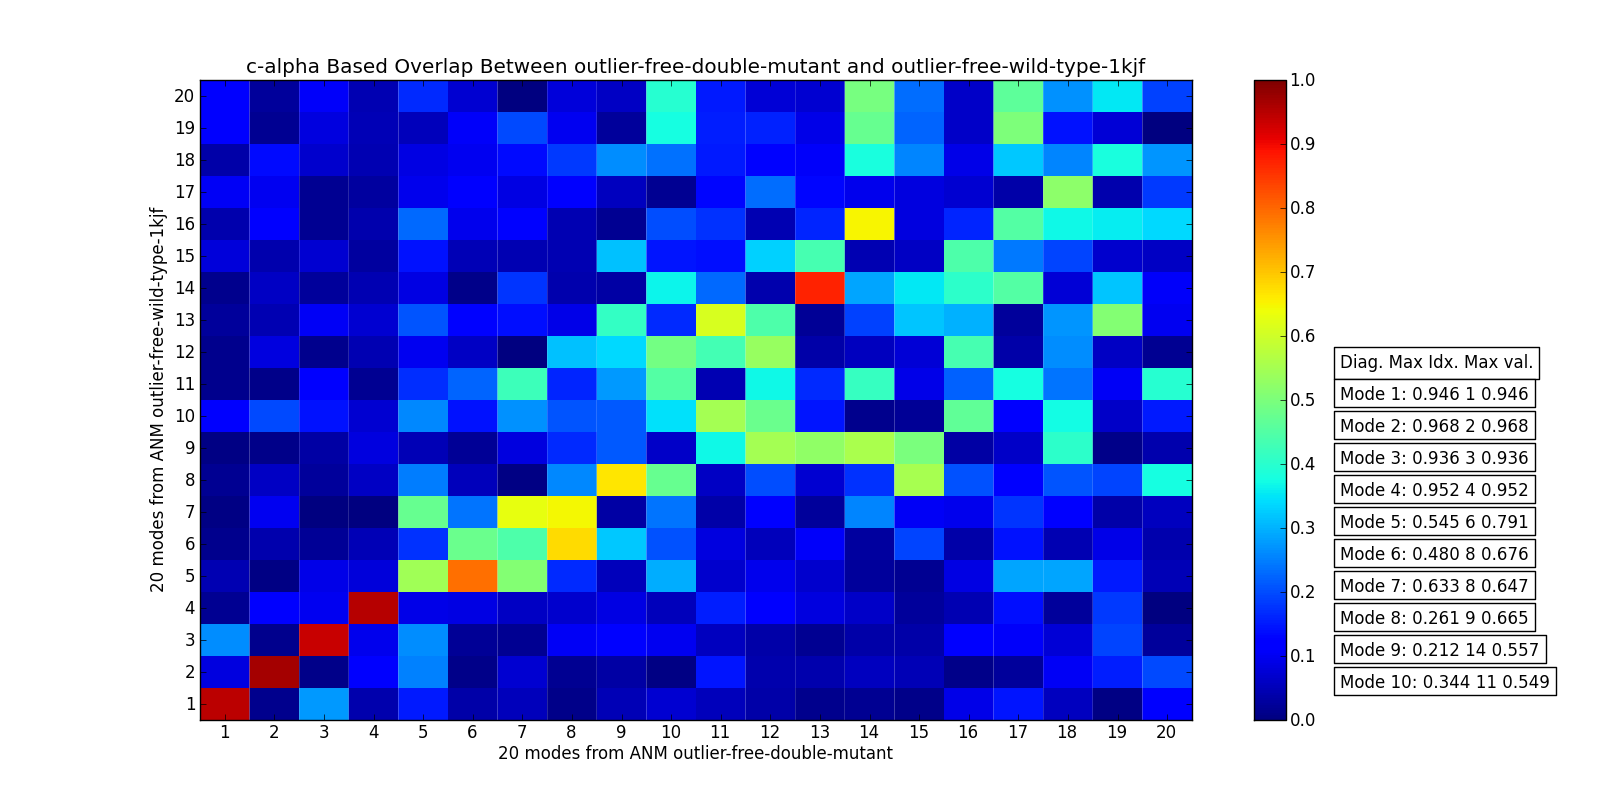 c-alpha Based Overlap Between outlier-free-double-mutant and outlier-free-wild-type-1kjf
20 modes from ANM outlier-free-wild-type-1kjf
20
19
18
17
16
15
14
13
12
11
10
9
8
7
6
5
4
3
2
1
1 2 3 4 5 6 7 8 9 10 11 12 13 14 15 16 17 18 19 20
20 modes from ANM outlier-free-double-mutant
1.0
0.9
0.8
0.7
0.6
0.5
0.4
0.3
0.2
0.1
0.0
Diag. Max Idx. Max val.
Mode 1: 0.946 1 0.946
Mode 2: 0.968 2 0.968
Mode 3: 0.936 3 0.936
Mode 4: 0.952 4 0.952
Mode 5: 0.545 6 0.791
Mode 6: 0.480 8 0.676
Mode 7: 0.633 8 0.647
Mode 8: 0.261 9 0.665
Mode 9: 0.212 14 0.557
Mode 10: 0.344 11 0.549